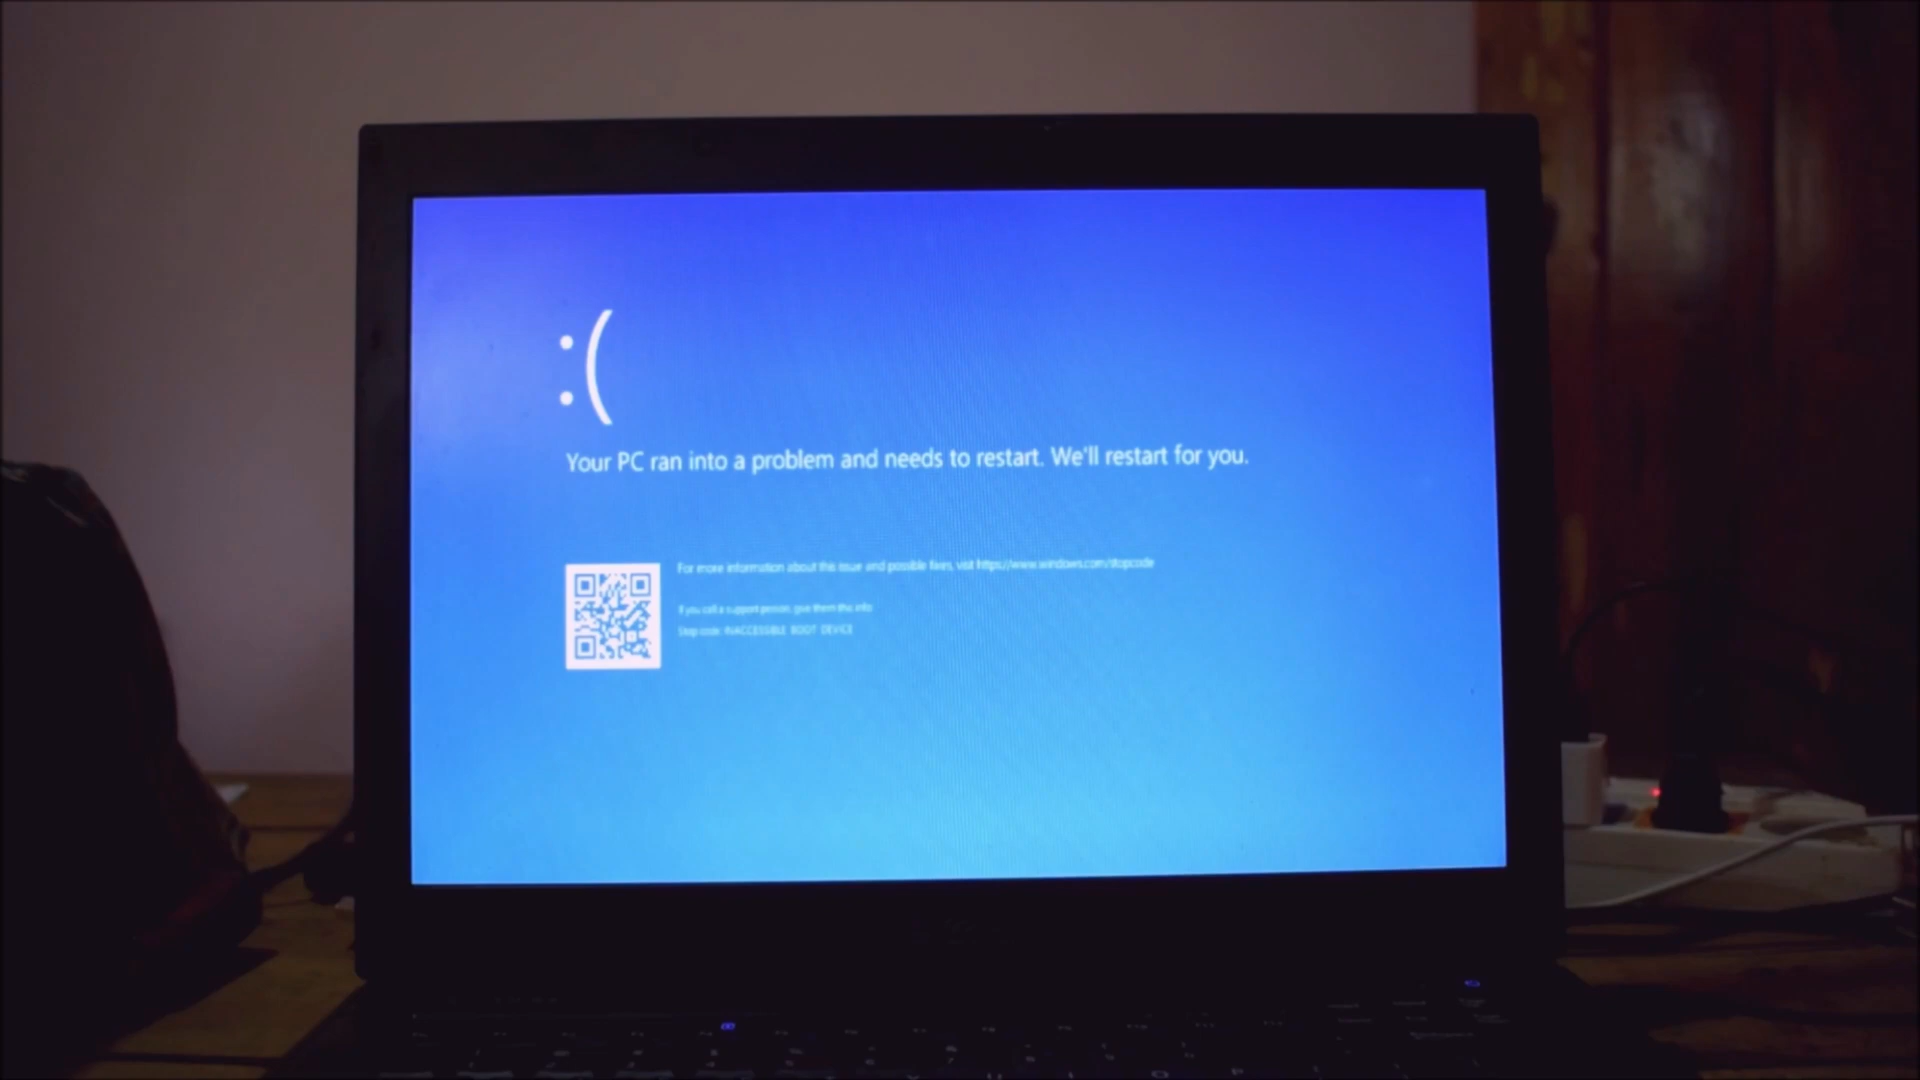 :(
Your PC ran into a problem and needs to restart. We'll restart for you.
For more information about this issue and possible fixes, visit https://www.windows.com/stopcode
If you call a support person, give them this info:
Stop code: INACCESSIBLE BOOT DEVICE